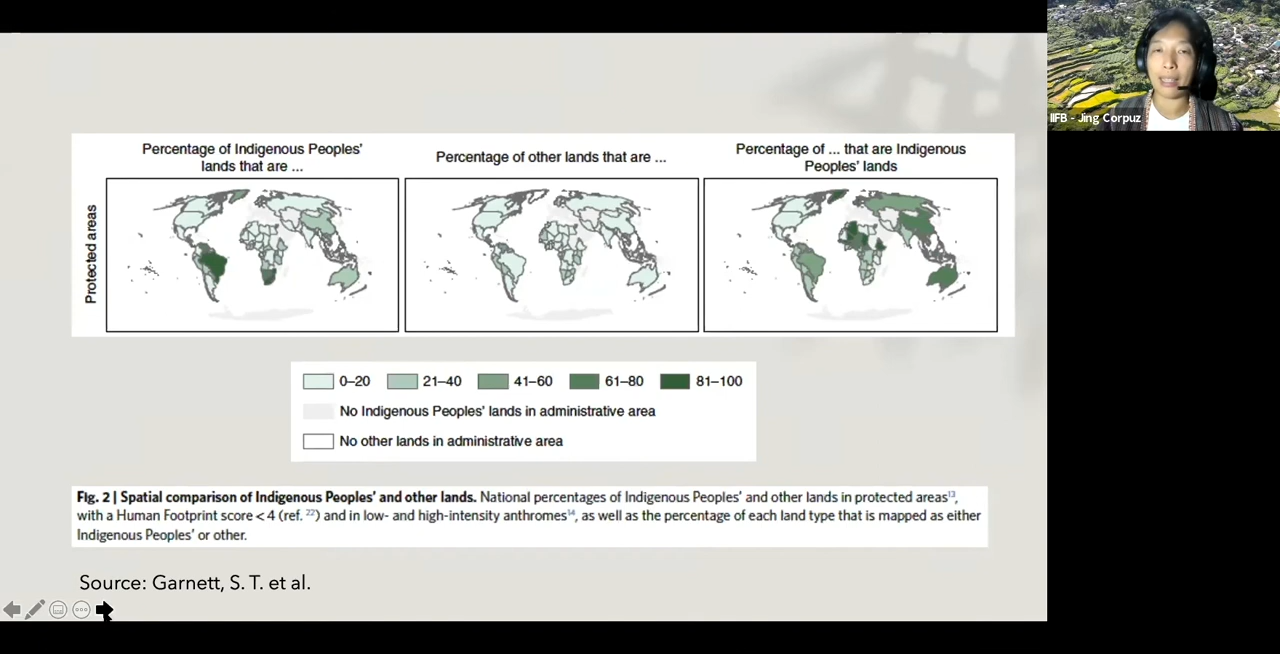 IIFB - Jing Corpuz
Percentage of Indigenous Peoples'
lands that are ...
Percentage of other lands that are ...
Percentage of ... that are Indigenous
Peoples' lands
Protected areas
0–20
21–40
41–60
61–80
81–100
No Indigenous Peoples' lands in administrative area
No other lands in administrative area
Fig. 2 | Spatial comparison of Indigenous Peoples' and other lands. National percentages of Indigenous Peoples' and other lands in protected areas13,
with a Human Footprint score < 4 (ref. 22) and in low- and high-intensity anthromes14, as well as the percentage of each land type that is mapped as either
Indigenous Peoples' or other.
Source: Garnett, S. T. et al.